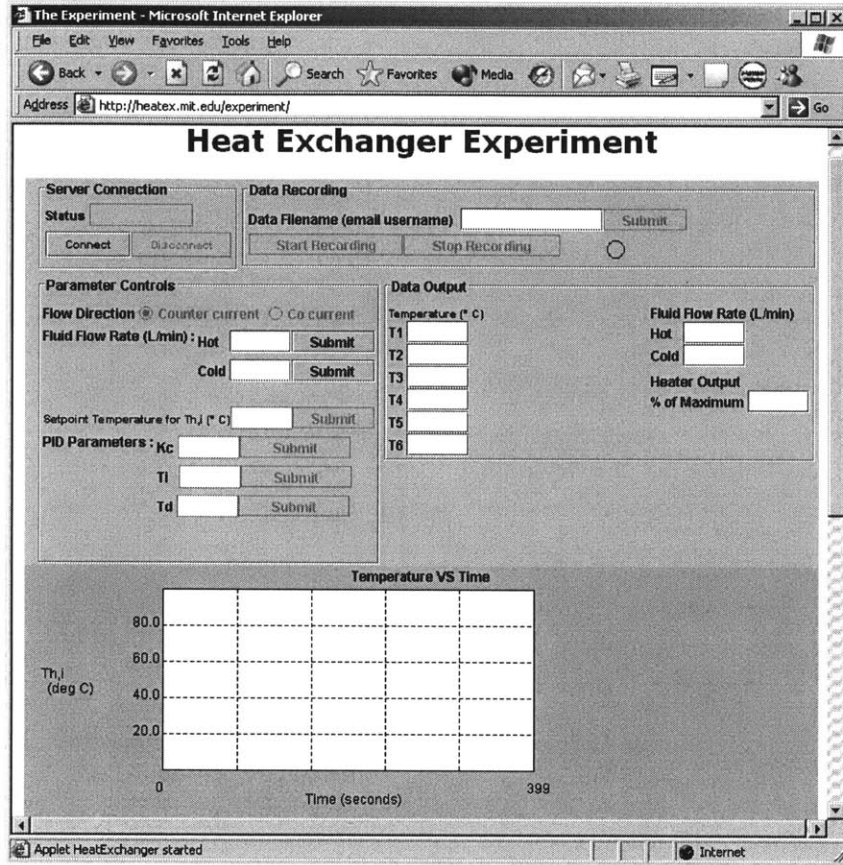 The Experiment - Microsoft Internet Explorer
File Edit View Favorites Tools Help
Back Search Favorites Media
Address http://heatex.mit.edu/experiment/ Go
Heat Exchanger Experiment
Server Connection
Status
Connect Disconnect
Data Recording
Data Filename (email username) Submit
Start Recording Stop Recording
Parameter Controls
Flow Direction Counter current Co current
Fluid Flow Rate (L/min) : Hot Submit
Cold Submit
Setpoint Temperature for Th,i (° C) Submit
PID Parameters : Kc Submit
TI Submit
Td Submit
Data Output
Temperature (° C)
T1
T2
T3
T4
T5
T6
Fluid Flow Rate (L/min)
Hot
Cold
Heater Output
% of Maximum
Temperature VS Time
80.0
60.0
Th,i
(deg C)
40.0
20.0
0 399
Time (seconds)
Applet HeatExchanger started Internet